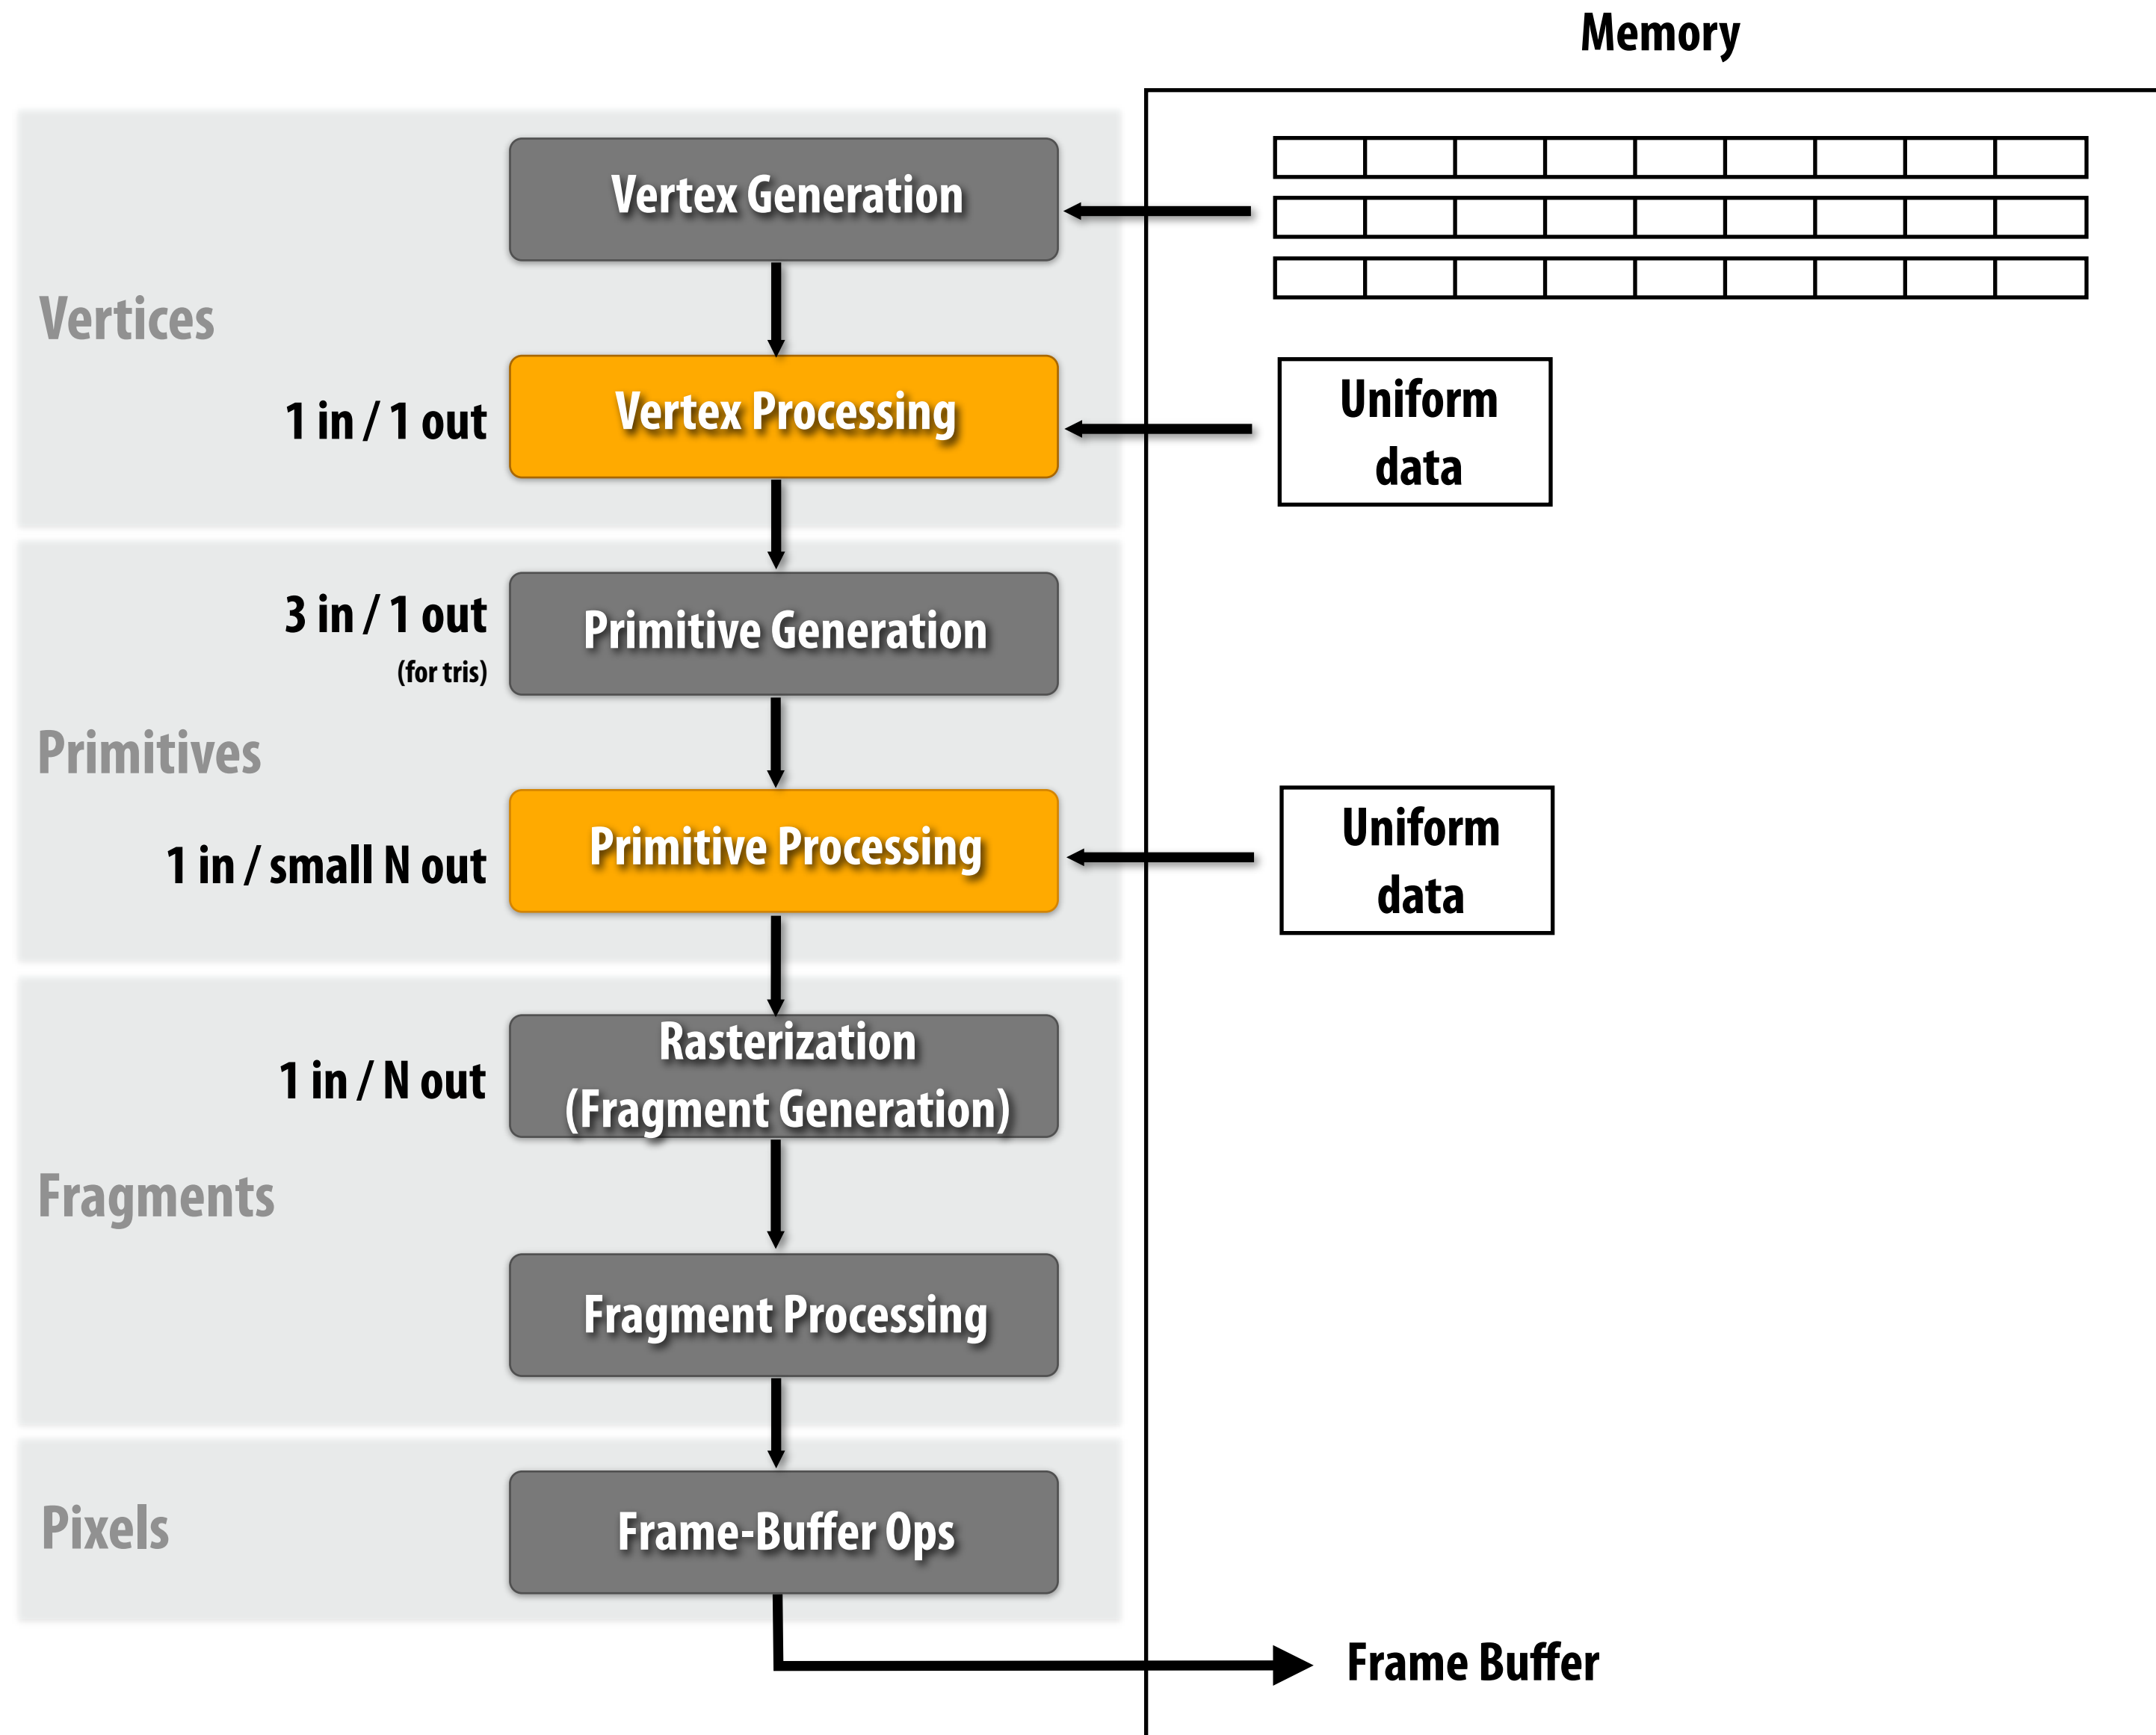 Memory
Vertex Generation
Vertices
Vertex Processing
1 in / 1 out
Uniform
data
3 in / 1 out
(for tris)
Primitive Generation
Primitives
Primitive Processing
1 in / small N out
Uniform
data
Rasterization
(Fragment Generation)
1 in / N out
Fragments
Fragment Processing
Pixels
Frame-Buffer Ops
Frame Buffer